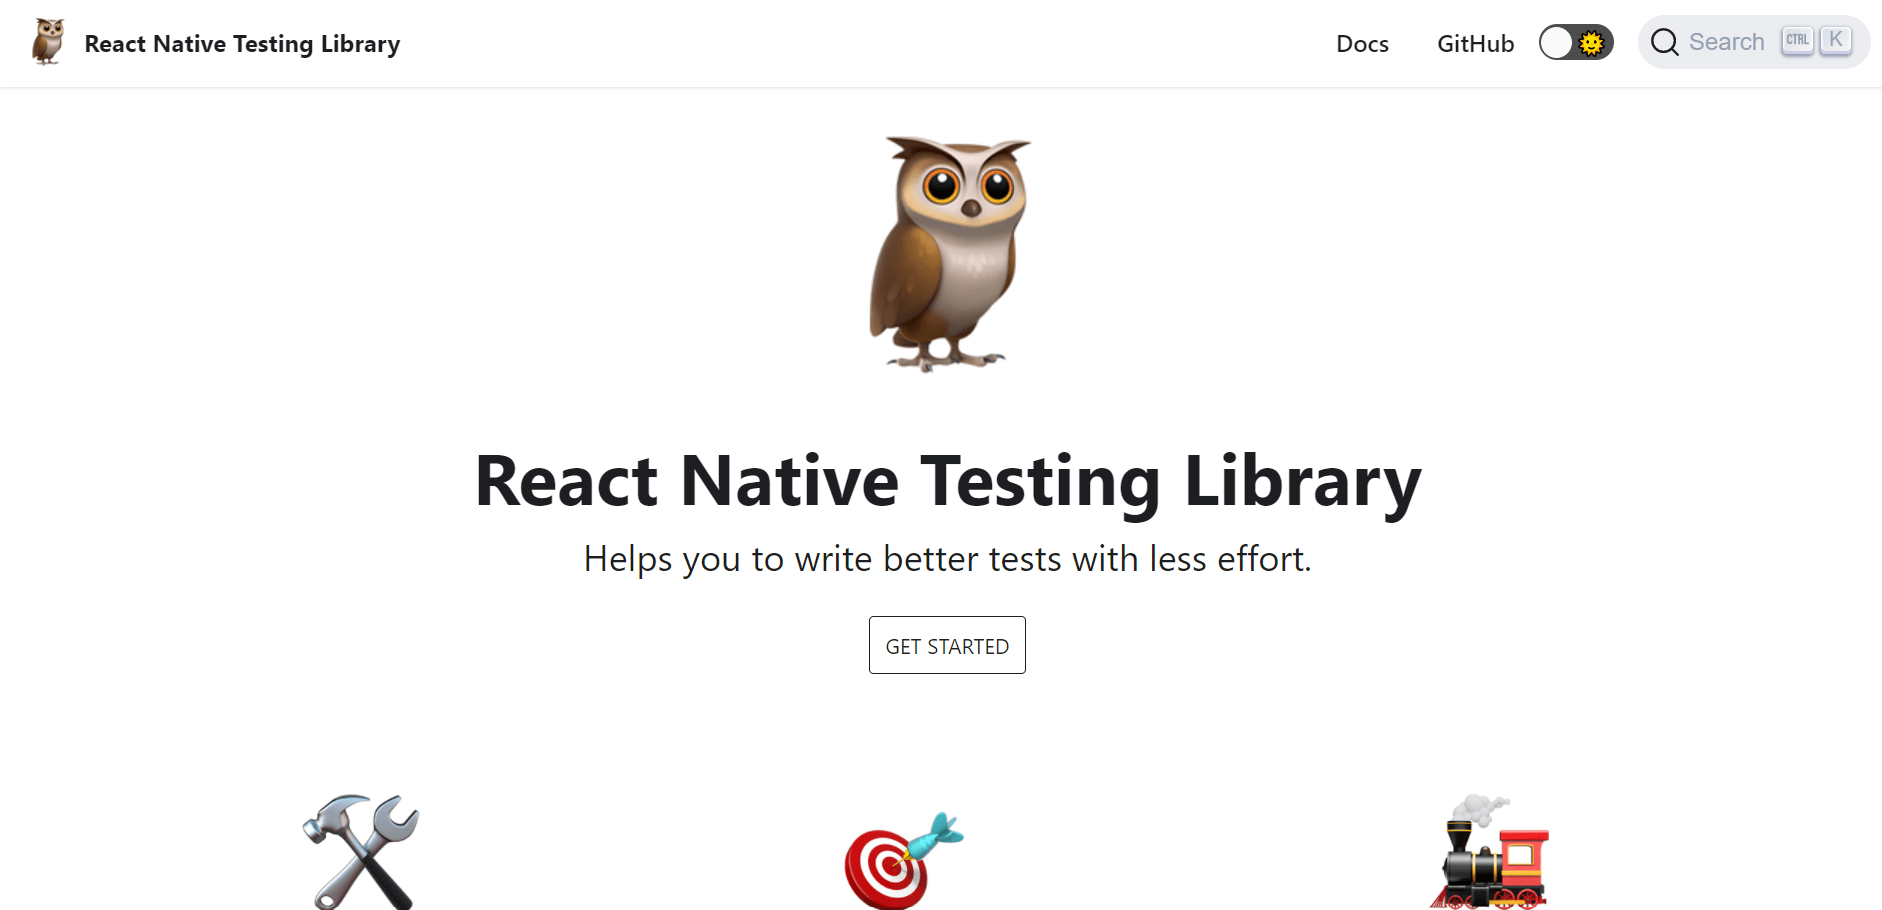 React Native Testing Library
Docs
GitHub
Search
CTRL
K
React Native Testing Library
Helps you to write better tests with less effort.
GET STARTED